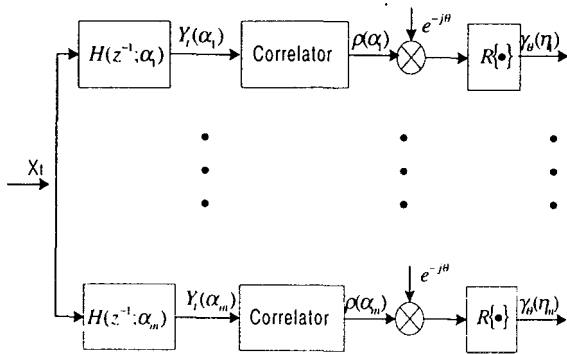 e^{-jθ}
H(z^{-1};α_1) Y_t(α_1) Correlator ρ(α_1) R{•} γ_θ(η_1)
X_t
e^{-jθ}
H(z^{-1};α_m) Y_t(α_m) Correlator ρ(α_m) R{•} γ_θ(η_m)